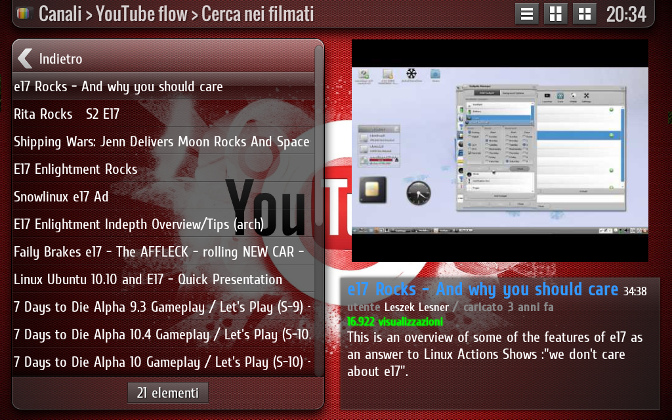 Canali > YouTube flow > Cerca nei filmati
20:34
Indietro
e17 Rocks - And why you should care
Rita Rocks S2 E17
Shipping Wars: Jenn Delivers Moon Rocks And Space
E17 Enlightment Rocks
Snowlinux e17 Ad
E17 Enlightment Indepth Overview/Tips (arch)
Faily Brakes e17 - The AFFLECK - rolling NEW CAR -
Linux Ubuntu 10.10 and E17 - Quick Presentation
7 Days to Die Alpha 9.3 Gameplay / Let's Play (S-9) -
7 Days to Die Alpha 10.4 Gameplay / Let's Play (S-10
7 Days to Die Alpha 10 Gameplay / Let's Play (S-10) -
21 elementi
YouT
e17 Rocks - And why you should care 34:38
utente Leszek Lesner / caricato 3 anni fa
16.922 visualizzazioni
This is an overview of some of the features of e17 as
an answer to Linux Actions Shows :"we don't care
about e17".